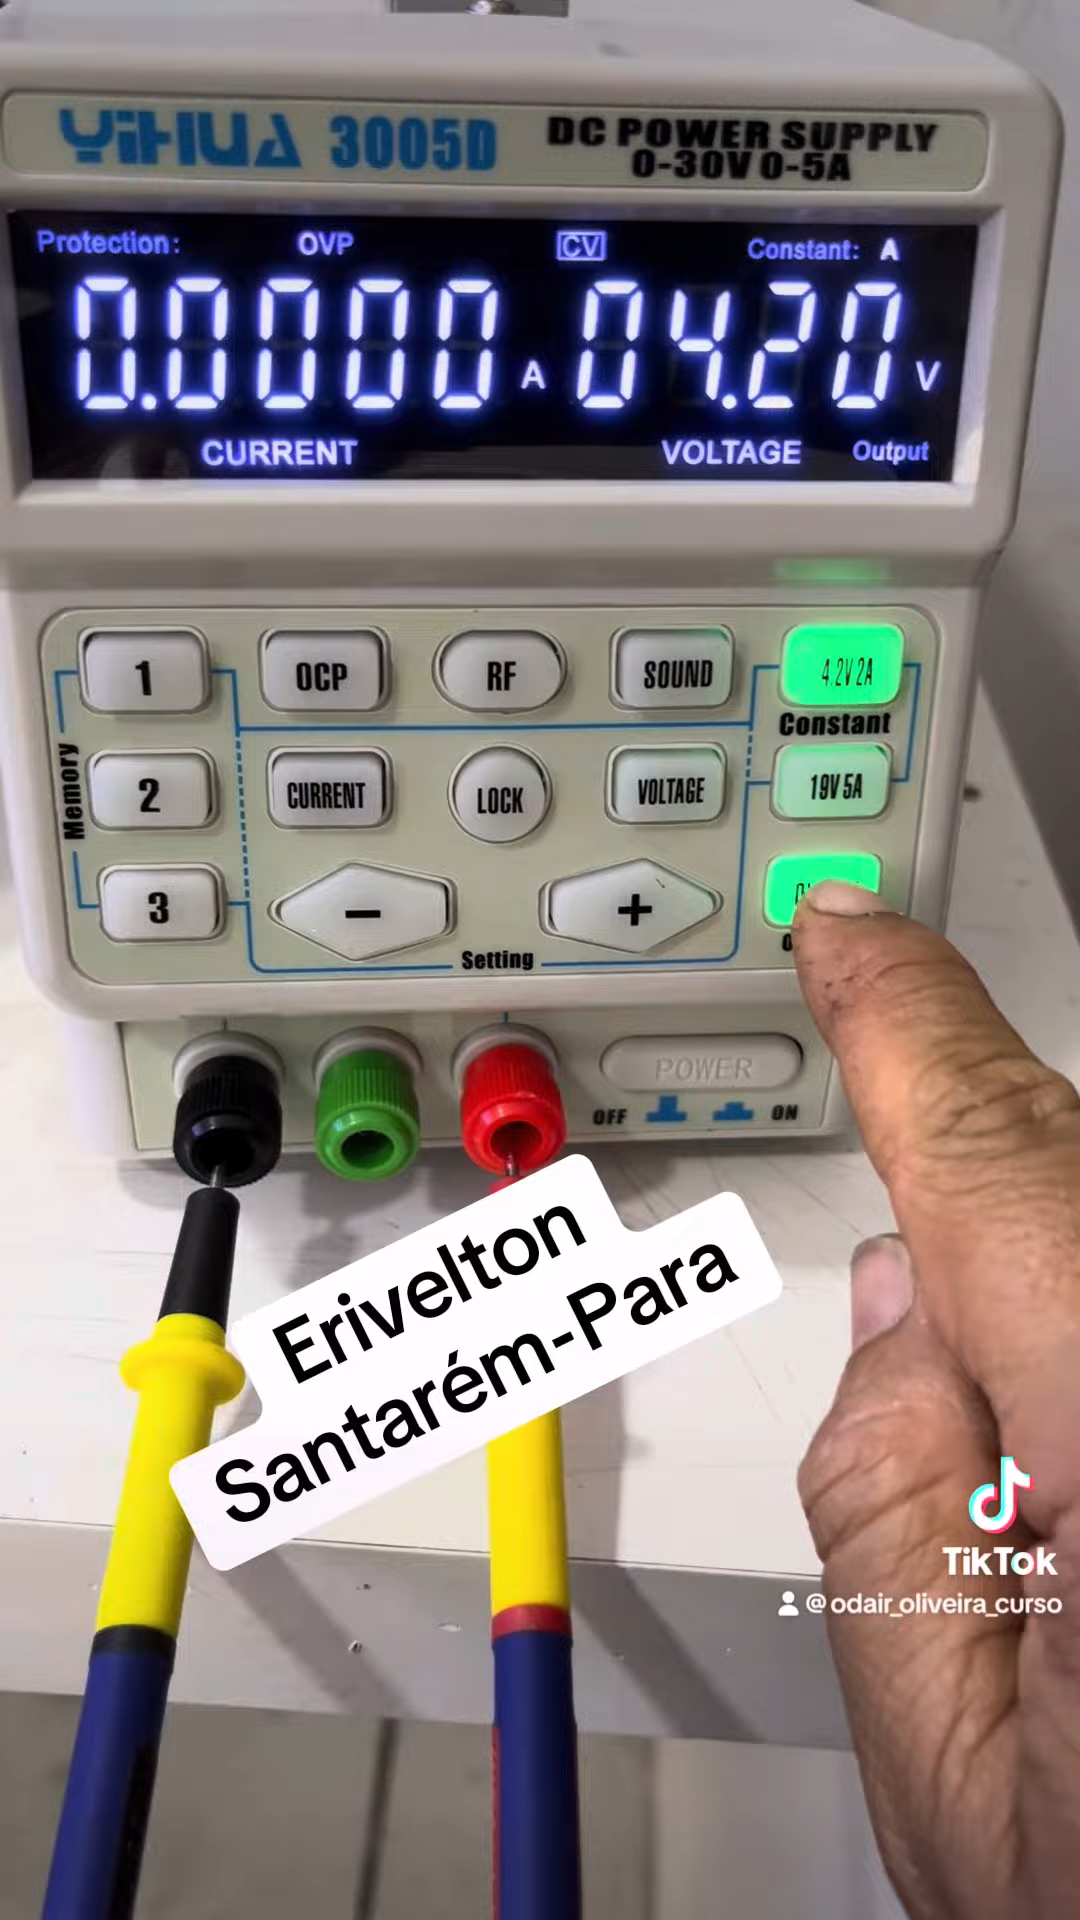 YIHUA 3005D
DC POWER SUPPLY
0-30V 0-5A
Protection: OVP CV Constant: A
0.0000 A 04.20 V
CURRENT VOLTAGE Output
1 OCP RF SOUND 4.2V 2A
Constant
Memory
2 CURRENT LOCK VOLTAGE 19V 5A
3 - +
Setting
POWER
OFF ON
Erivelton
Santarém-Para
TikTok
@odair_oliveira_curso